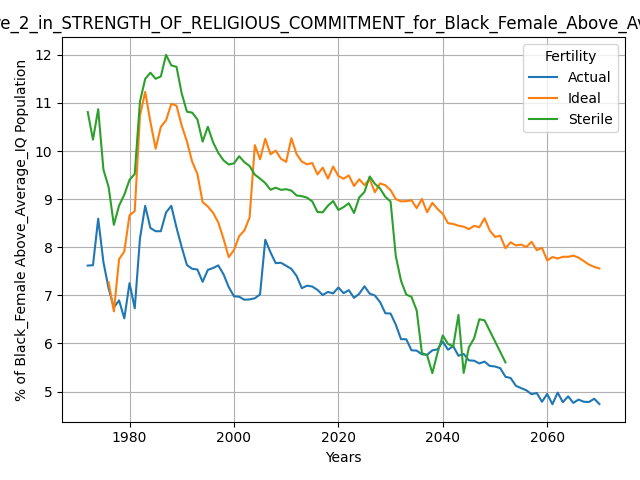 e_2_in_STRENGTH_OF_RELIGIOUS_COMMITMENT_for_Black_Female_Above_A
Fertility
Actual
Ideal
Sterile
% of Black_Female Above_Average_IQ Population
12
11
10
9
8
7
6
5
1980
2000
2020
2040
2060
Years